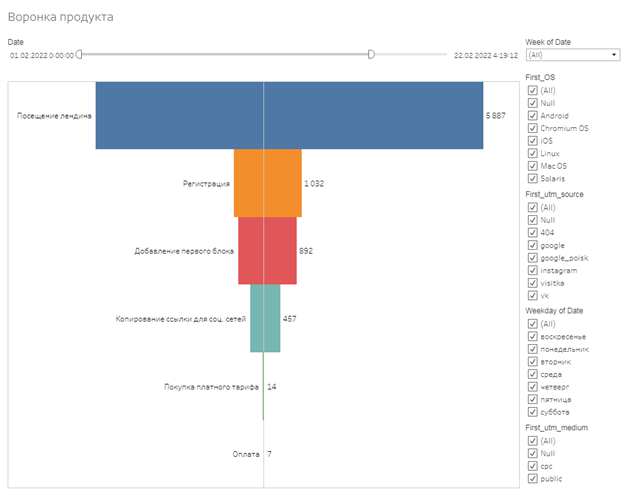 Воронка продукта
Date
01.02.2022 0:00:00
22.02.2022 4:19:12
Посещение лендинга
5 887
Регистрация
1 032
Добавление первого блока
892
Копирование ссылки для соц. сетей
457
Покупка платного тарифа
14
Оплата
7
Week of Date
(All)
First_OS
(All)
Null
Android
Chromium OS
iOS
Linux
Mac OS
Solaris
First_utm_source
(All)
Null
404
google
google_poisk
instagram
visitka
vk
Weekday of Date
(All)
воскресенье
понедельник
вторник
среда
четверг
пятница
суббота
First_utm_medium
(All)
Null
cpc
public